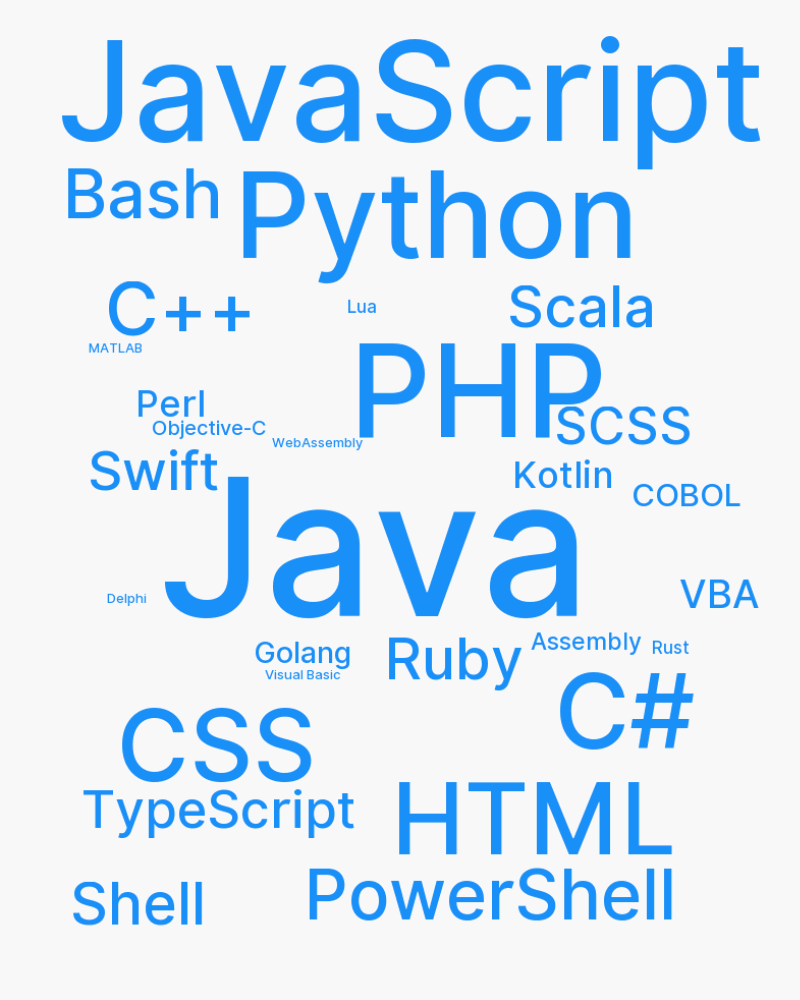 JavaScript
Bash
Python
C++
Lua
Scala
MATLAB
PHP
Perl
SCSS
Objective-C
WebAssembly
Swift
Kotlin
COBOL
Java
Delphi
VBA
Golang
Ruby
Assembly
Rust
Visual Basic
C#
CSS
TypeScript
HTML
Shell
PowerShell